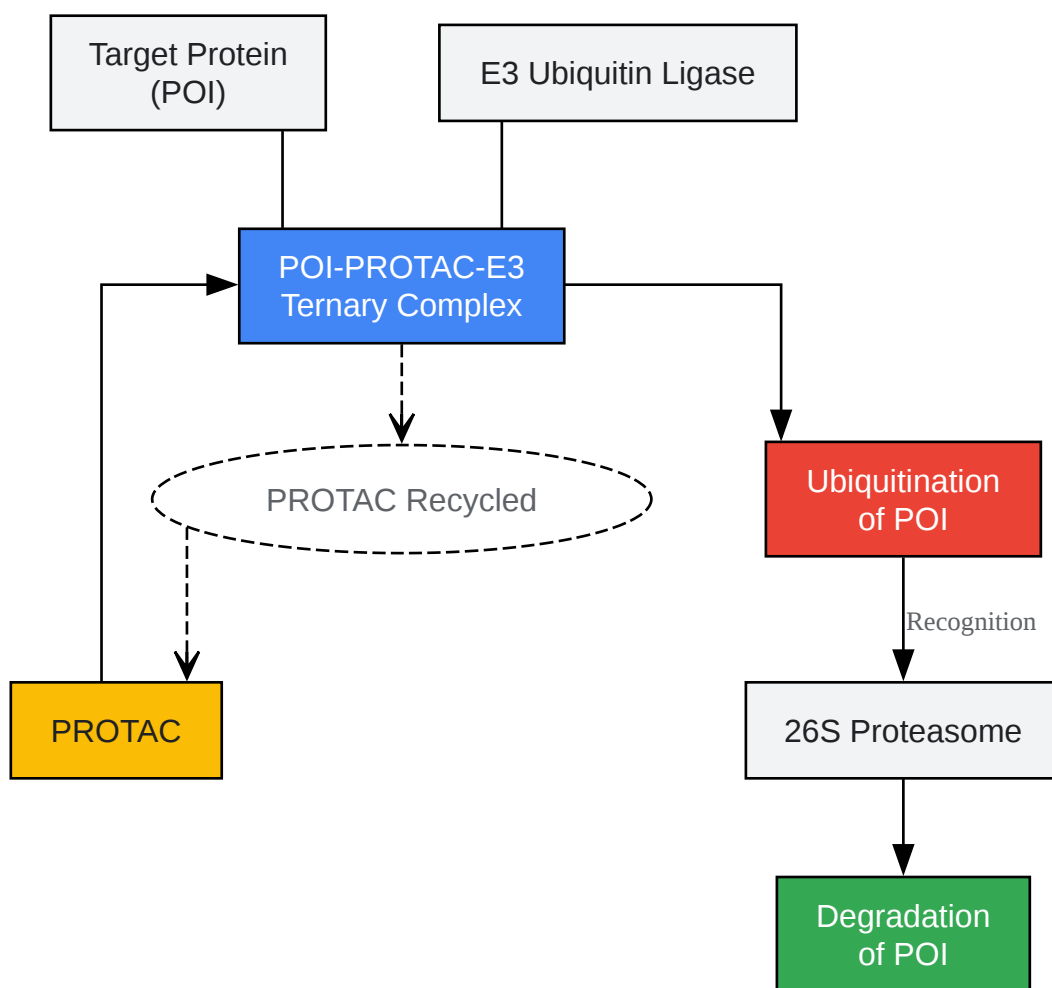 Target Protein
(POI)
E3 Ubiquitin Ligase
POI-PROTAC-E3
Ternary Complex
PROTAC Recycled
Ubiquitination
of POI
Recognition
PROTAC
26S Proteasome
Degradation
of POI